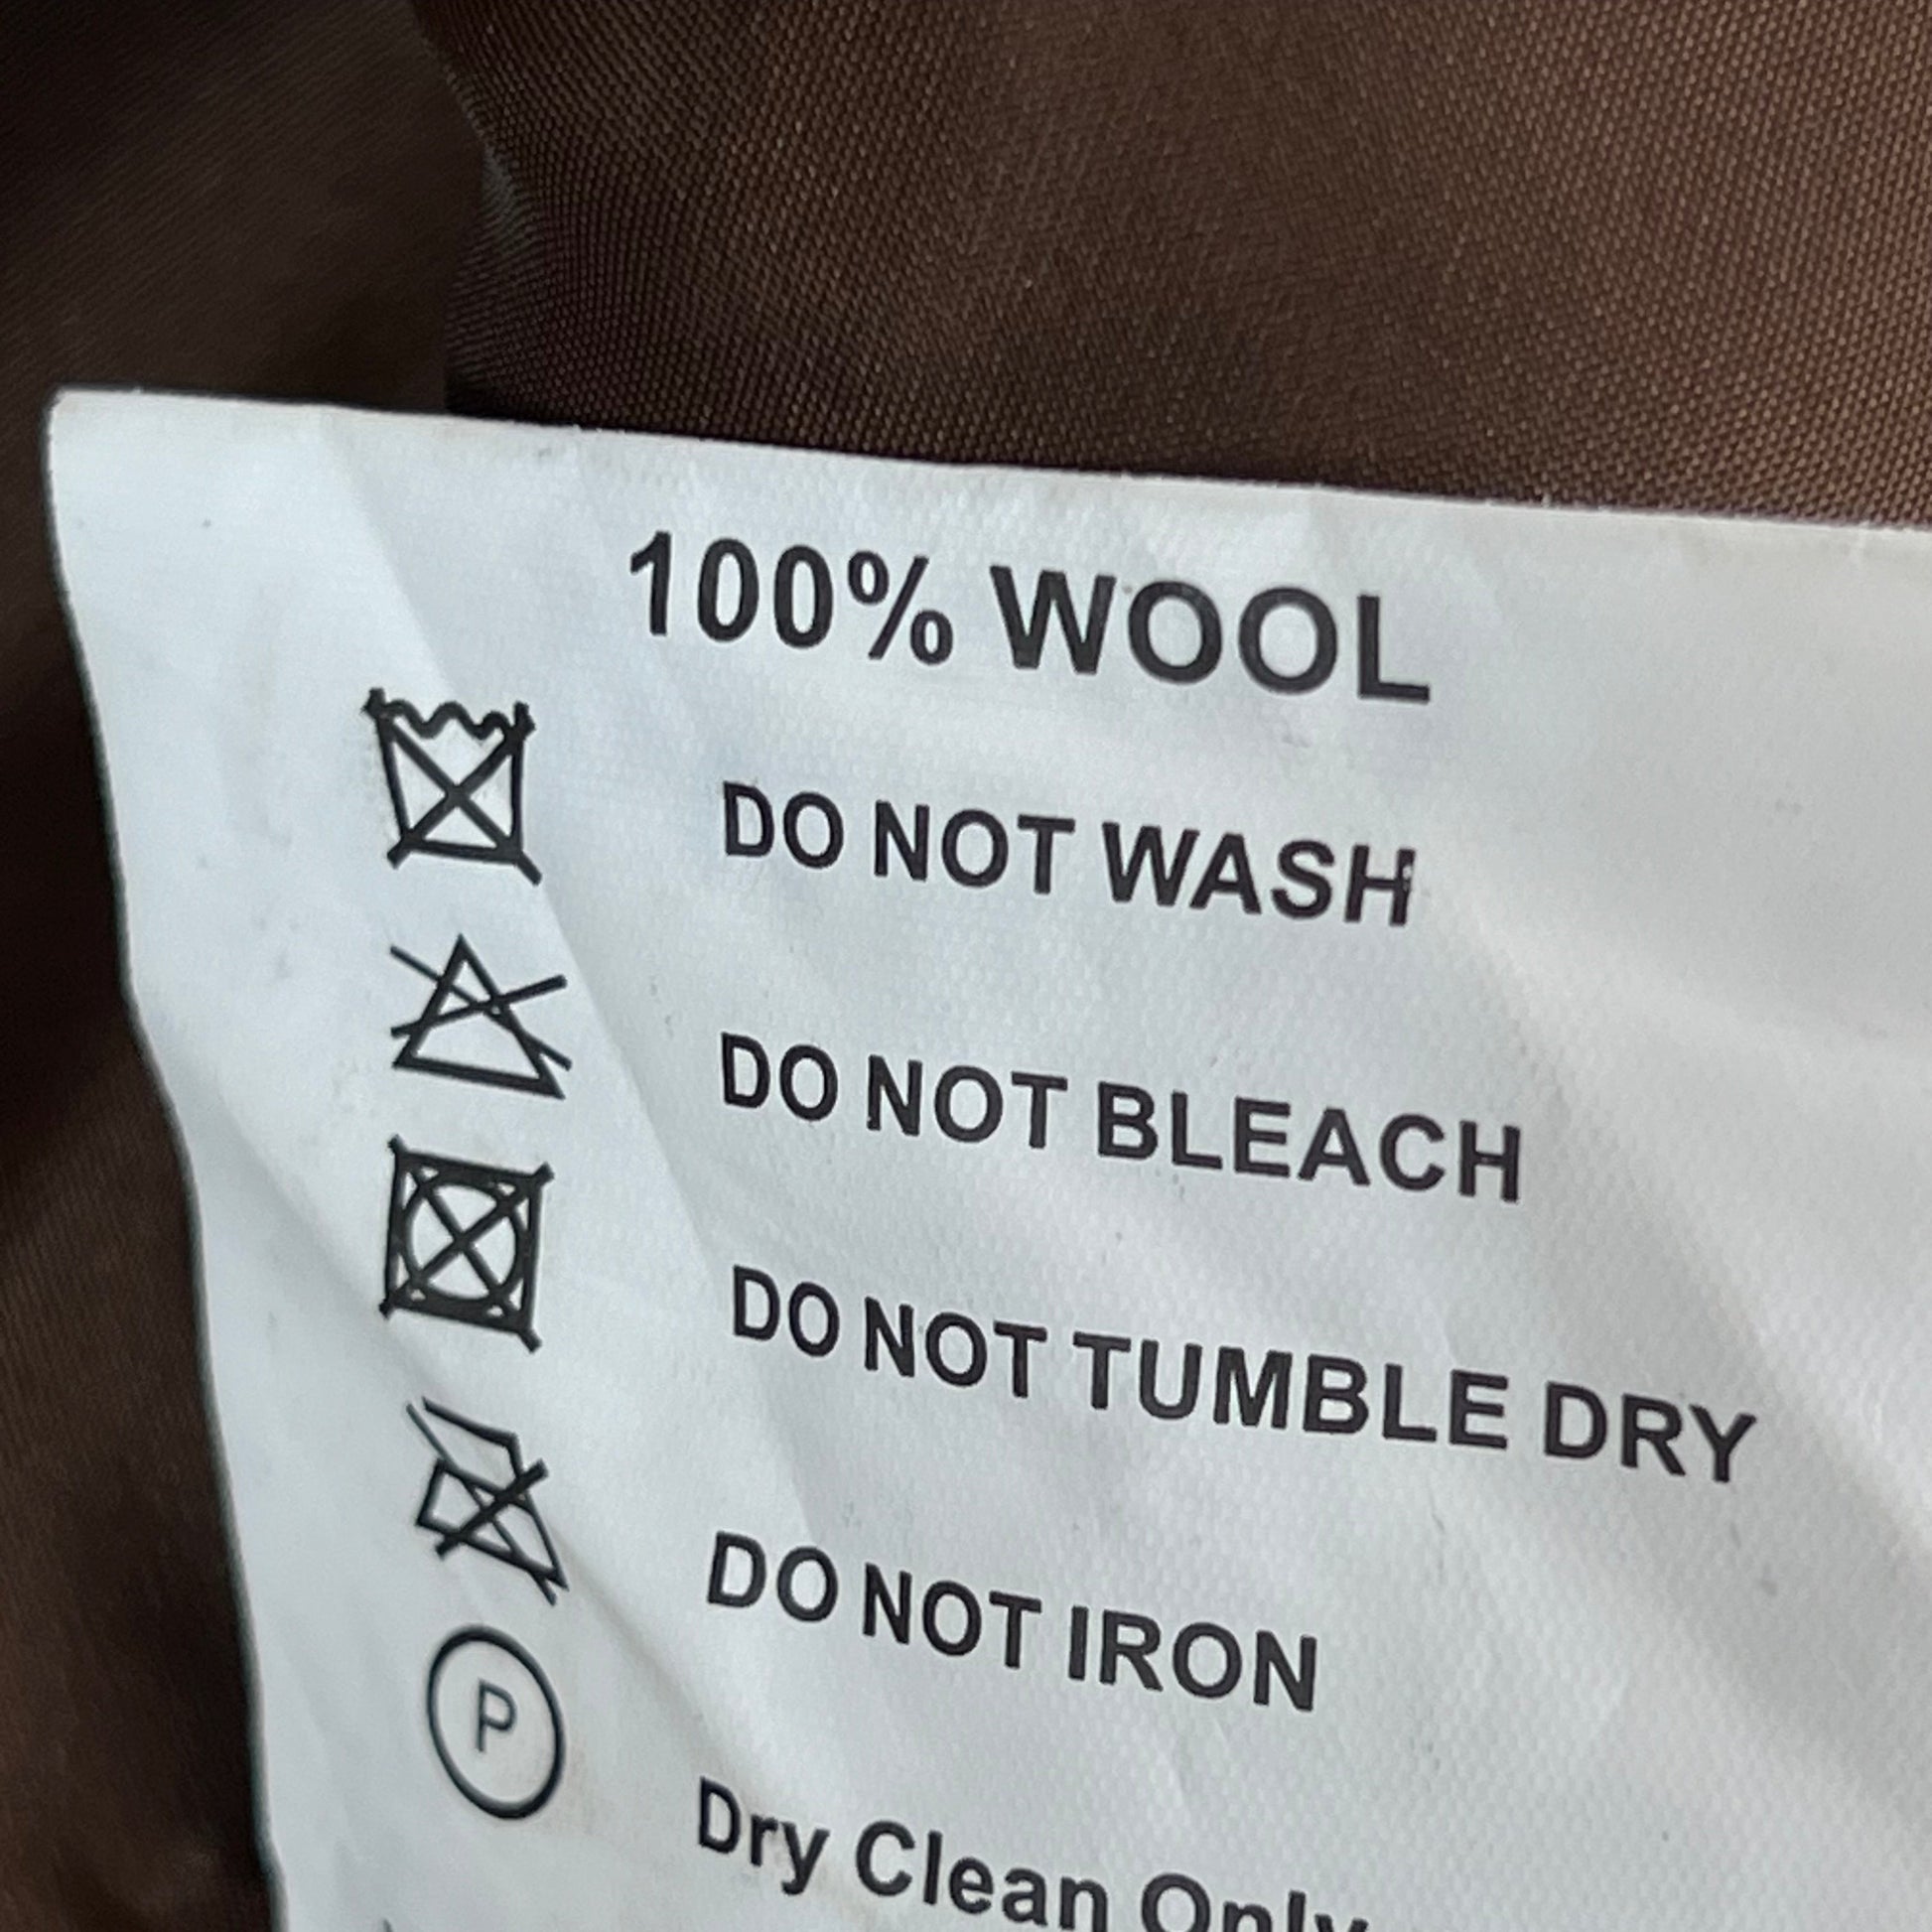 100% WOOL
DO NOT WASH
DO NOT BLEACH
DO NOT TUMBLE DRY
DO NOT IRON
P
Dry Clean Only